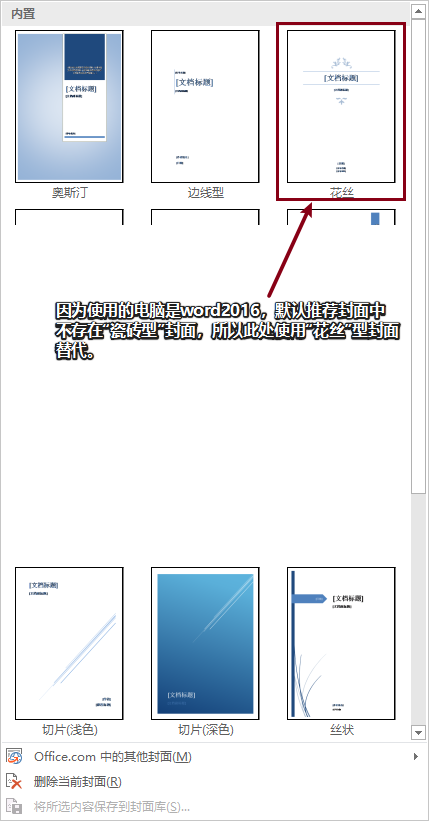 内置
[文档标题]
[文档标题]
[文档标题]
奥斯汀
边线型
花丝
因为使用的电脑是word2016，默认推荐封面中
不存在“瓷砖型”封面，所以此处使用“花丝”型封面
替代。
[文档标题]
[文档标题]
[文档标题]
切片(浅色)
切片(深色)
丝状
Office.com 中的其他封面(M)
删除当前封面(R)
将所选内容保存到封面库(S)...